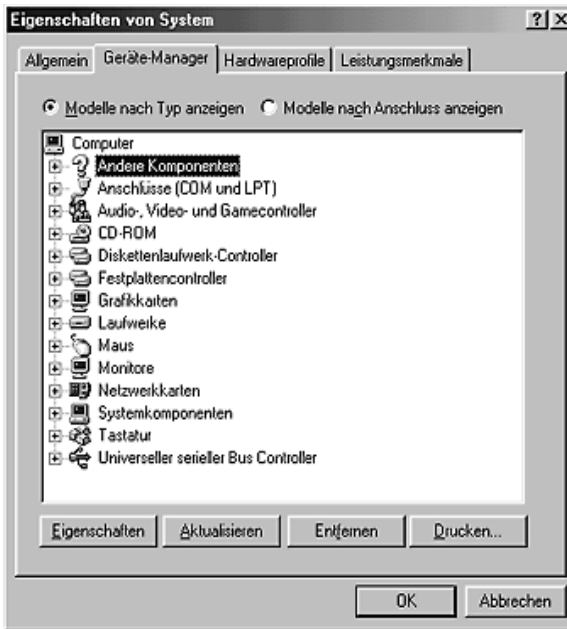 Eigenschaften von System
Allgemein Geräte-Manager Hardwareprofile Leistungsmerkmale
Modelle nach Typ anzeigen Modelle nach Anschluss anzeigen
Computer
Andere Komponenten
Anschlüsse (COM und LPT)
Audio-, Video- und Gamecontroller
CD-ROM
Diskettenlaufwerk-Controller
Festplattencontroller
Grafikkarten
Laufwerke
Maus
Monitore
Netzwerkkarten
Systemkomponenten
Tastatur
Universeller serieller Bus Controller
Eigenschaften Aktualisieren Entfernen Drucken...
OK Abbrechen